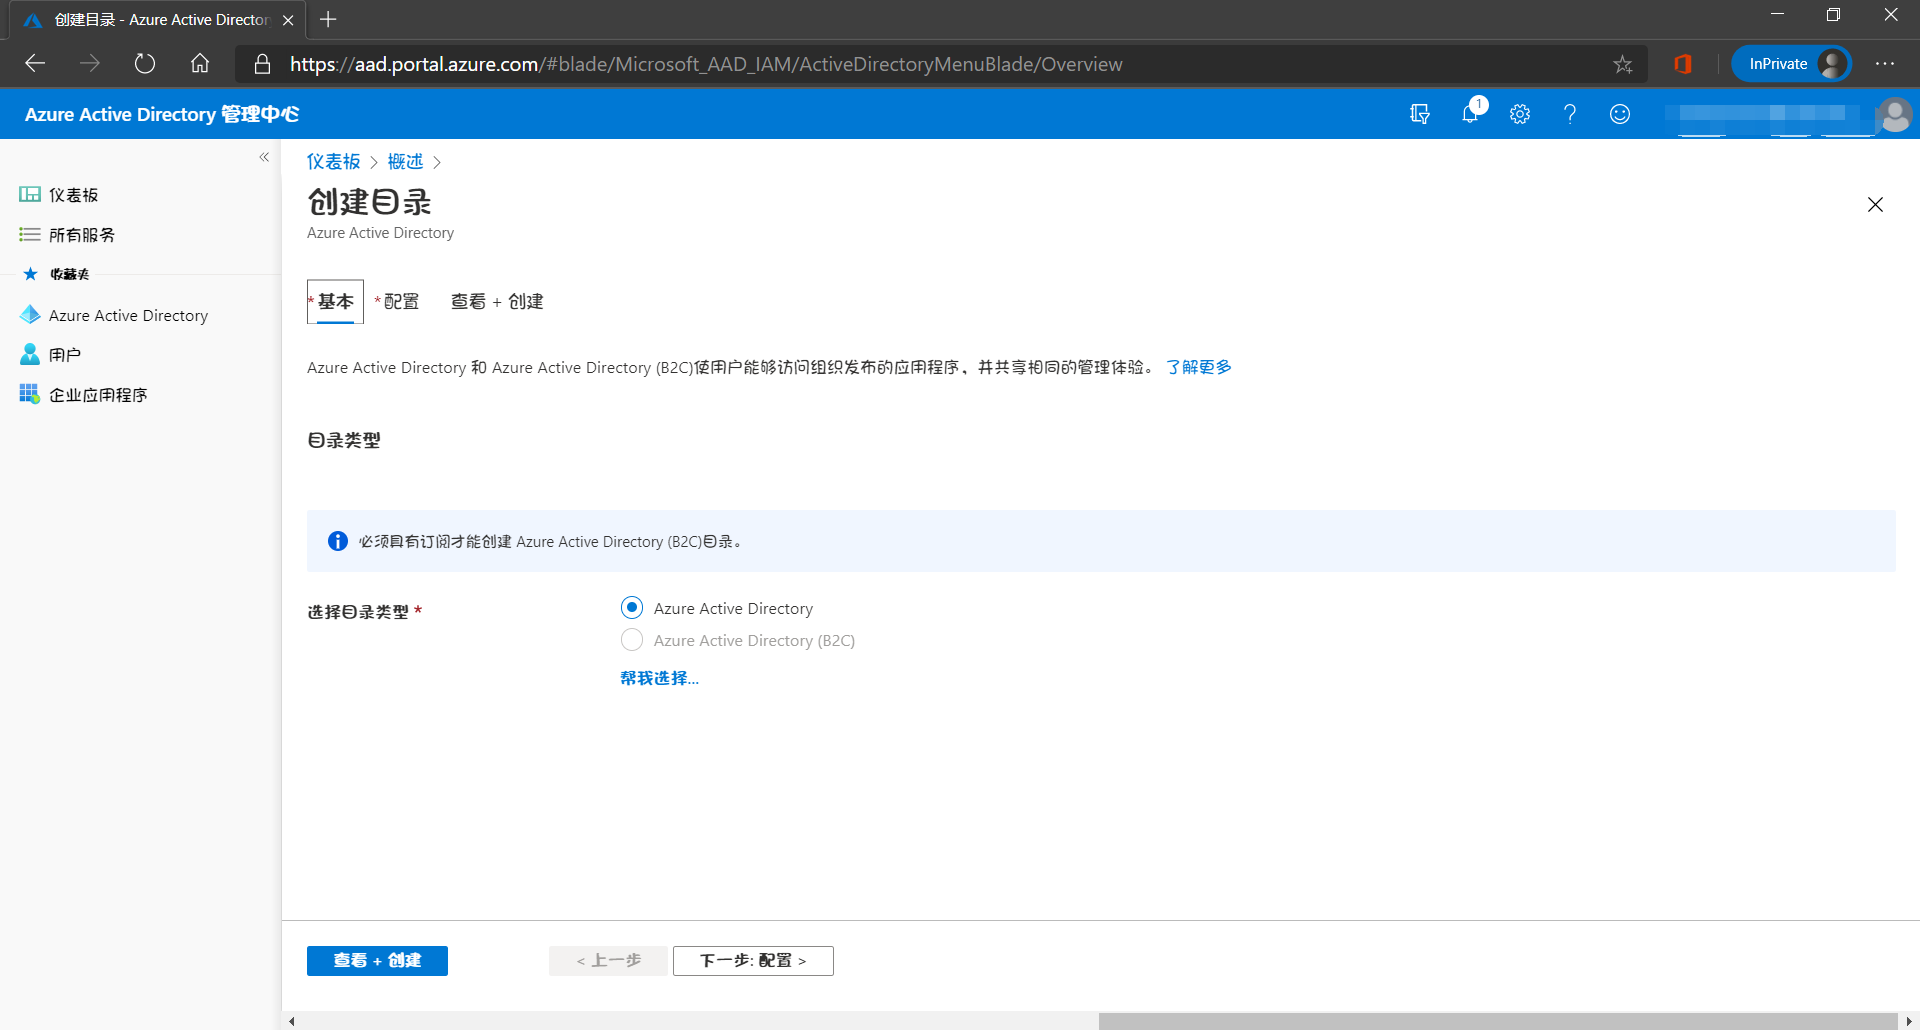 创建目录 - Azure Active Director
https://aad.portal.azure.com/#blade/Microsoft_AAD_IAM/ActiveDirectoryMenuBlade/Overview
InPrivate
Azure Active Directory 管理中心
1
仪表板
所有服务
收藏夹
Azure Active Directory
用户
企业应用程序
仪表板 > 概述 >
创建目录
Azure Active Directory
* 基本 * 配置 查看 + 创建
Azure Active Directory 和 Azure Active Directory (B2C)使用户能够访问组织发布的应用程序，并共享相同的管理体验。 了解更多
目录类型
必须具有订阅才能创建 Azure Active Directory (B2C)目录。
选择目录类型 *
Azure Active Directory
Azure Active Directory (B2C)
帮我选择...
查看 + 创建
< 上一步
下一步: 配置 >